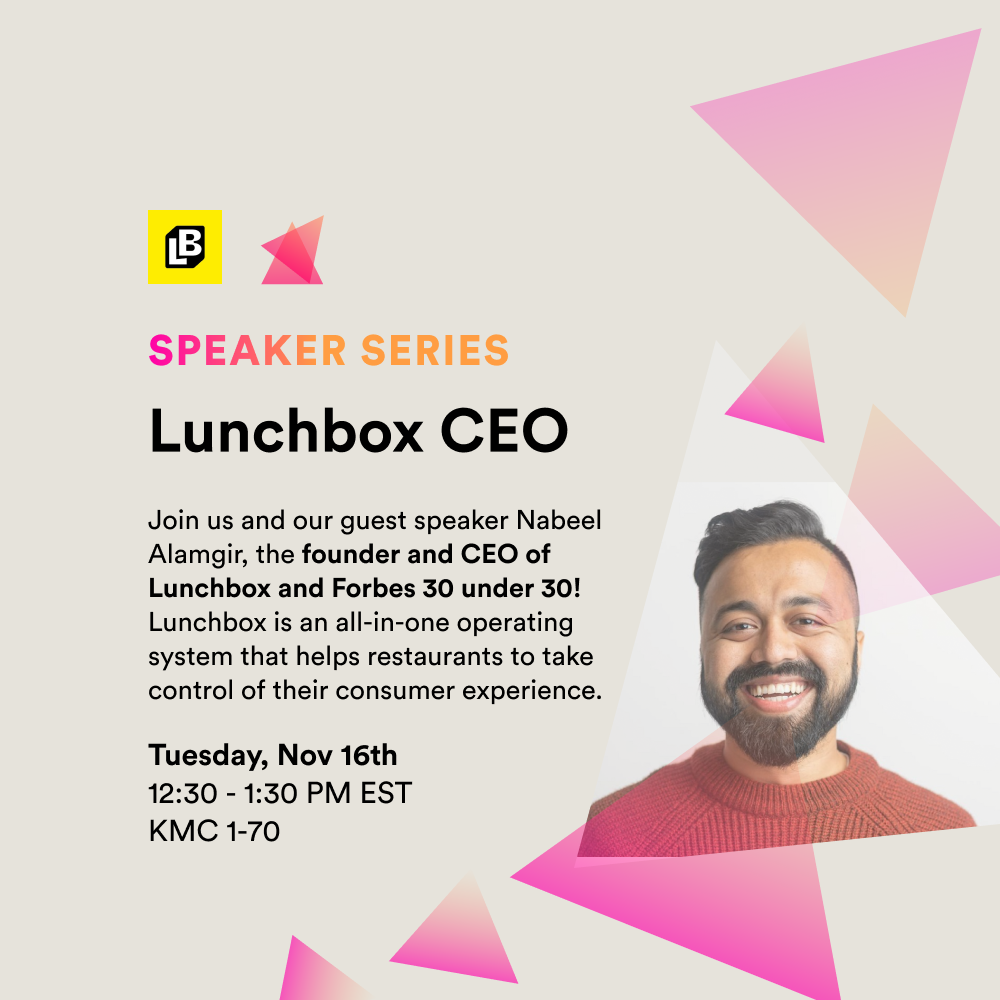 LB
SPEAKER SERIES
Lunchbox CEO
Join us and our guest speaker Nabeel
Alamgir, the founder and CEO of
Lunchbox and Forbes 30 under 30!
Lunchbox is an all-in-one operating
system that helps restaurants to take
control of their consumer experience.
Tuesday, Nov 16th
12:30 - 1:30 PM EST
KMC 1-70